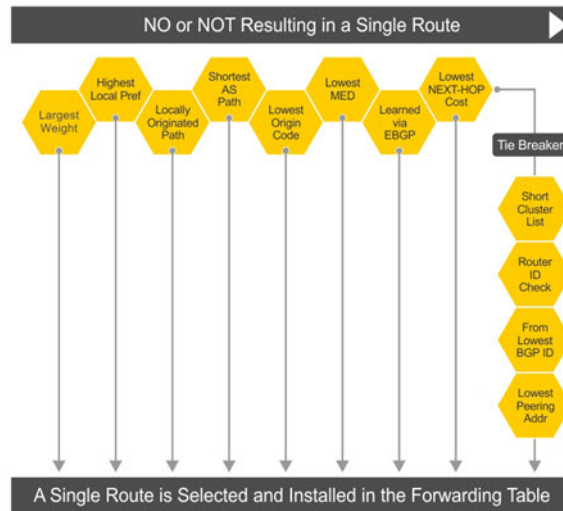 NO or NOT Resulting in a Single Route
Largest
Weight
Highest
Local Pref
Locally
Originated
Path
Shortest
AS
Path
Lowest
Origin
Code
Lowest
MED
Learned
via
EBGP
Lowest
NEXT-HOP
Cost
Tie Breaker
Short
Cluster
List
Router
ID
Check
From
Lowest
BGP ID
Lowest
Peering
Addr
A Single Route is Selected and Installed in the Forwarding Table